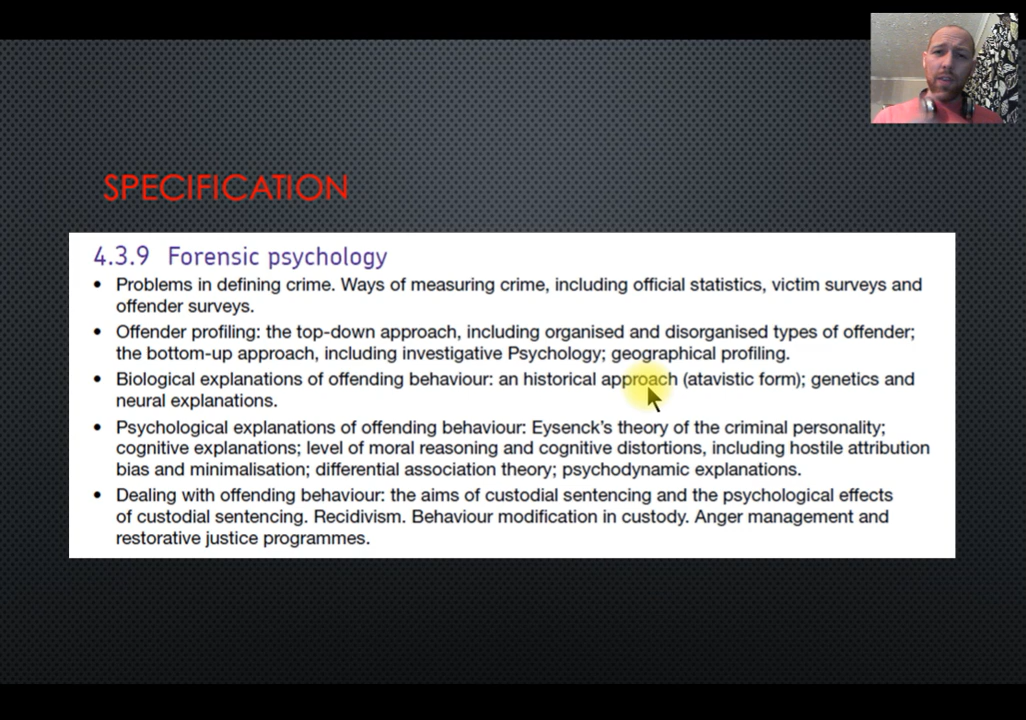 SPECIFICATION
4.3.9 Forensic psychology
• Problems in defining crime. Ways of measuring crime, including official statistics, victim surveys and
offender surveys.
• Offender profiling: the top-down approach, including organised and disorganised types of offender;
the bottom-up approach, including investigative Psychology; geographical profiling.
• Biological explanations of offending behaviour: an historical approach (atavistic form); genetics and
neural explanations.
• Psychological explanations of offending behaviour: Eysenck's theory of the criminal personality;
cognitive explanations; level of moral reasoning and cognitive distortions, including hostile attribution
bias and minimalisation; differential association theory; psychodynamic explanations.
• Dealing with offending behaviour: the aims of custodial sentencing and the psychological effects
of custodial sentencing. Recidivism. Behaviour modification in custody. Anger management and
restorative justice programmes.